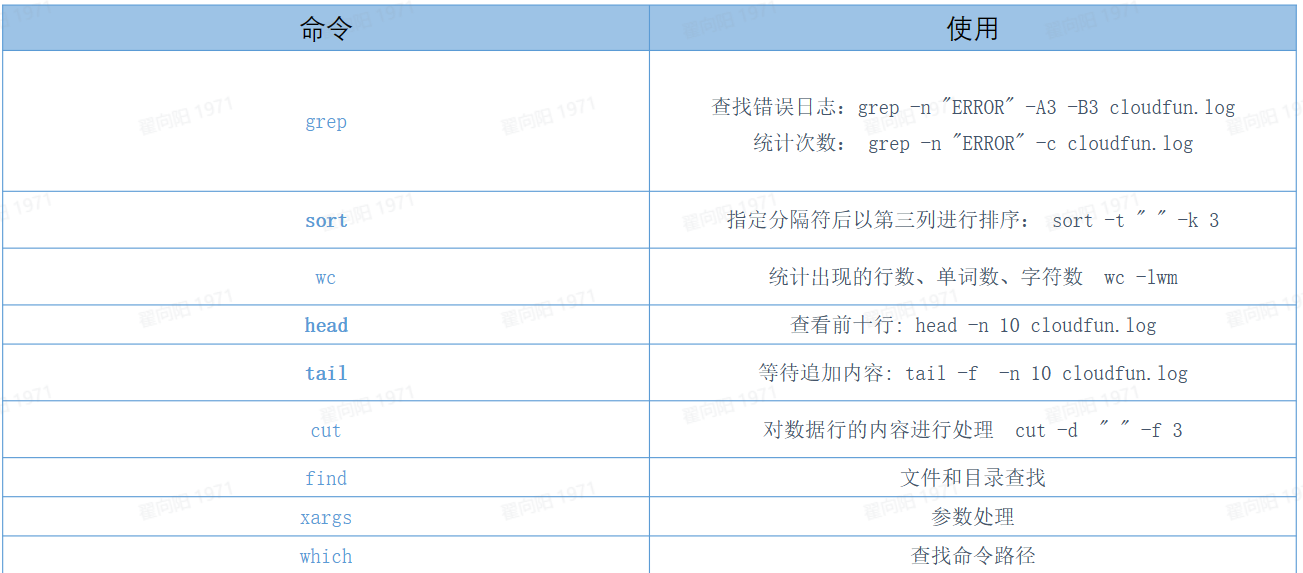 命令 使用
grep
查找错误日志: grep -n "ERROR" -A3 -B3 cloudfun.log
统计次数: grep -n "ERROR" -c cloudfun.log
sort 指定分隔符后以第三列进行排序: sort -t " " -k 3
wc 统计出现的行数、单词数、字符数 wc -lwm
head 查看前十行: head -n 10 cloudfun.log
tail 等待追加内容: tail -f -n 10 cloudfun.log
cut 对数据行的内容进行处理 cut -d " " -f 3
find 文件和目录查找
xargs 参数处理
which 查找命令路径
翟向阳 1971